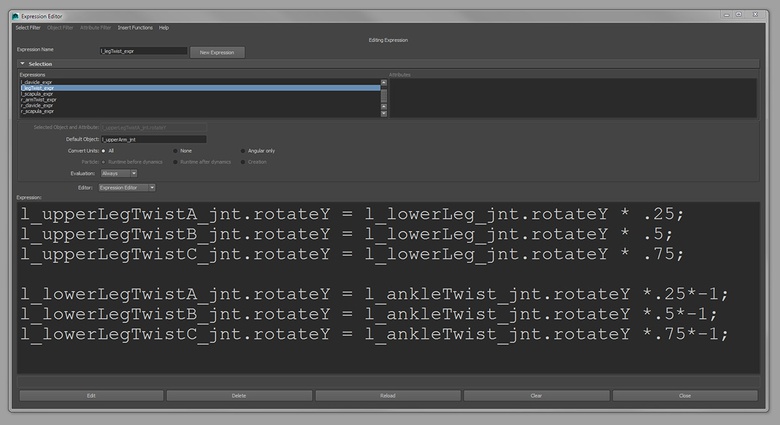 Expression Editor
Select Filter Object Filter Attribute Filter Insert Functions Help
Editing Expression
Expression Name l_legTwist_expr New Expression
Selection
Expressions Attributes
l_davide_expr
l_legTwist_expr
l_scapula_expr
r_armTwist_expr
r_davide_expr
r_scapula_expr
Selected Object and Attribute:
Default Object: l_upperArm_jnt
Convert Units: All None Angular only
Particle: Runtime before dynamics Runtime after dynamics Creation
Evaluation: Always
Editor: Expression Editor
Expression:
l_upperLegTwistA_jnt.rotateY = l_lowerLeg_jnt.rotateY * .25;
l_upperLegTwistB_jnt.rotateY = l_lowerLeg_jnt.rotateY * .5;
l_upperLegTwistC_jnt.rotateY = l_lowerLeg_jnt.rotateY * .75;
l_lowerLegTwistA_jnt.rotateY = l_ankleTwist_jnt.rotateY *.25*-1;
l_lowerLegTwistB_jnt.rotateY = l_ankleTwist_jnt.rotateY *.5*-1;
l_lowerLegTwistC_jnt.rotateY = l_ankleTwist_jnt.rotateY *.75*-1;
Edit Delete Reload Clear Close